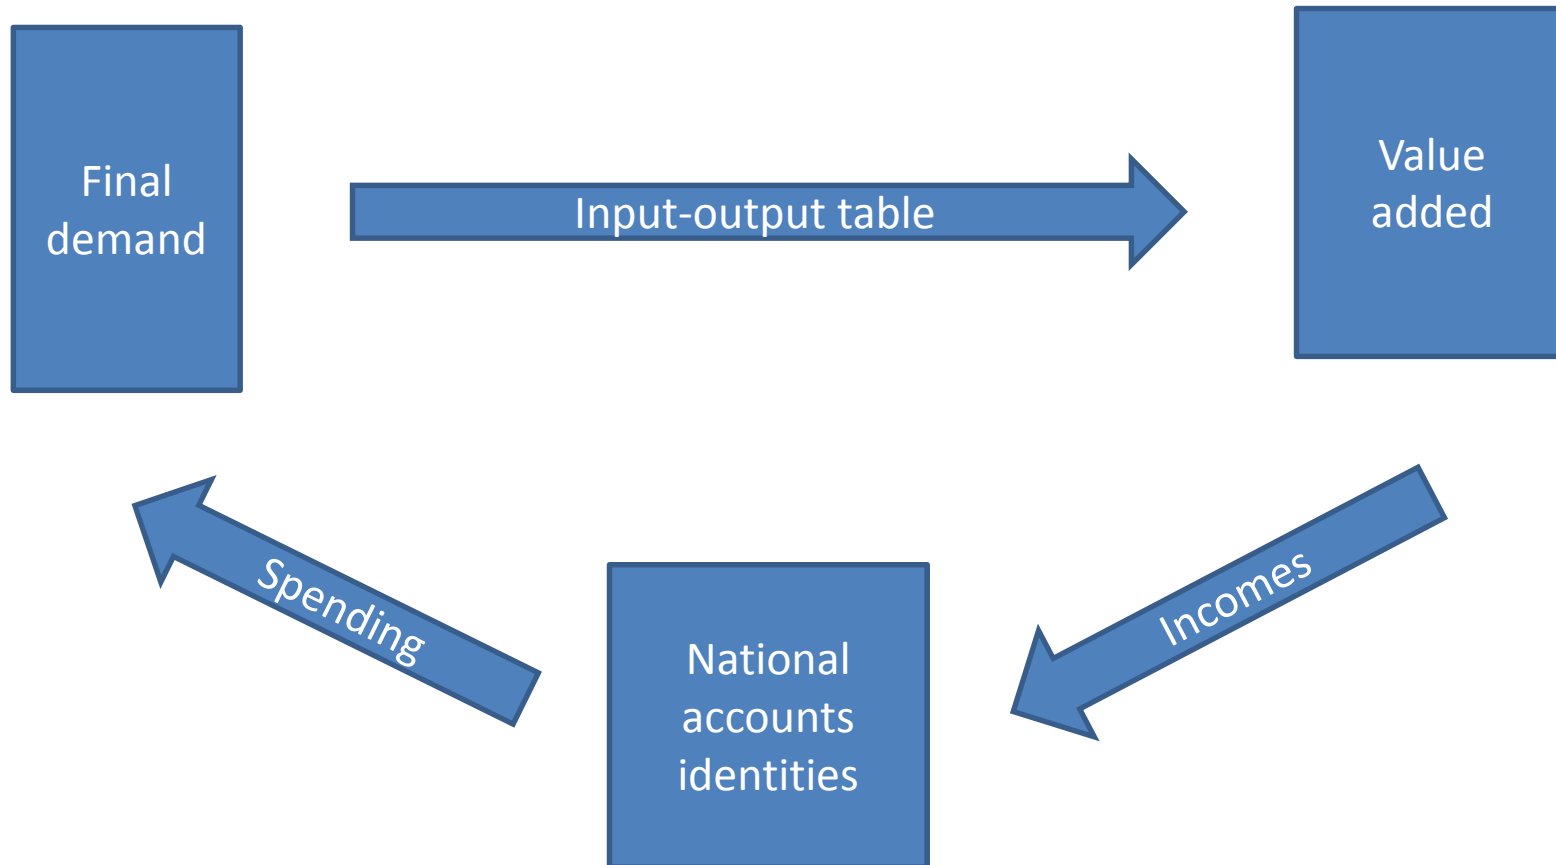 Final
demand
Input-output table
Value
added
Spending
National
accounts
identities
Incomes